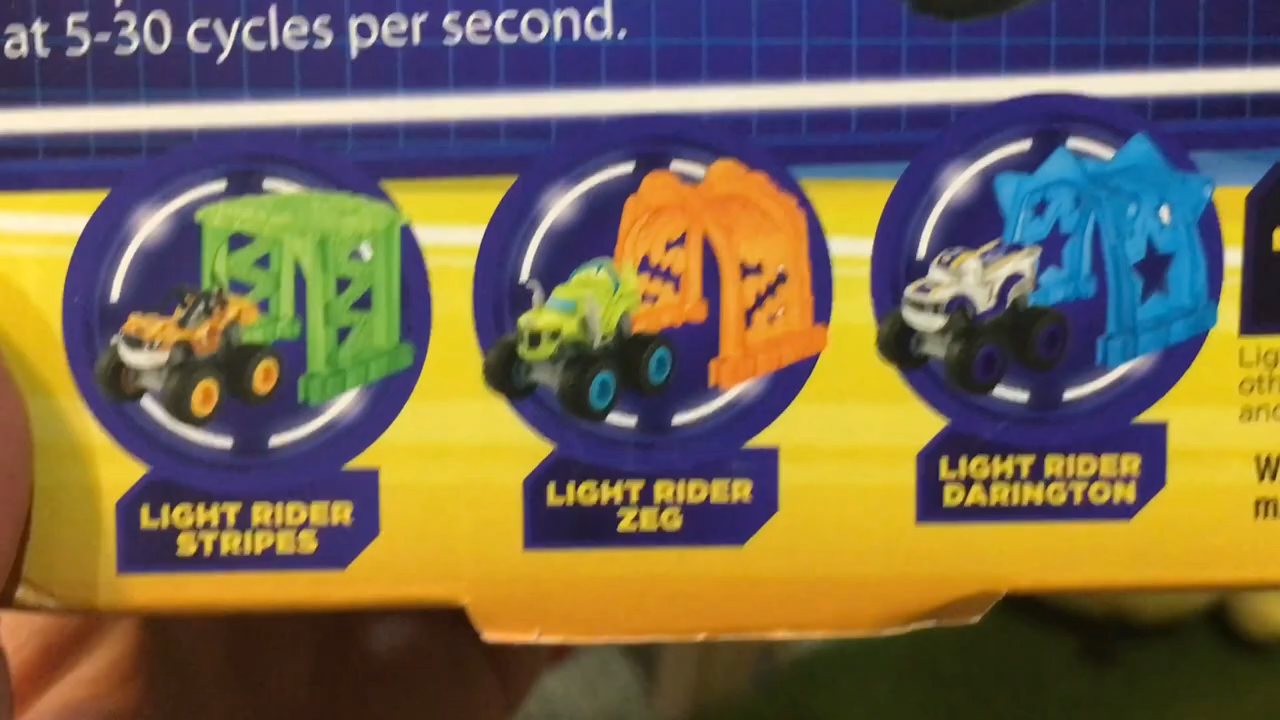 at 5-30 cycles per second.
LIGHT RIDER
STRIPES
LIGHT RIDER
ZEG
LIGHT RIDER
DARINGTON